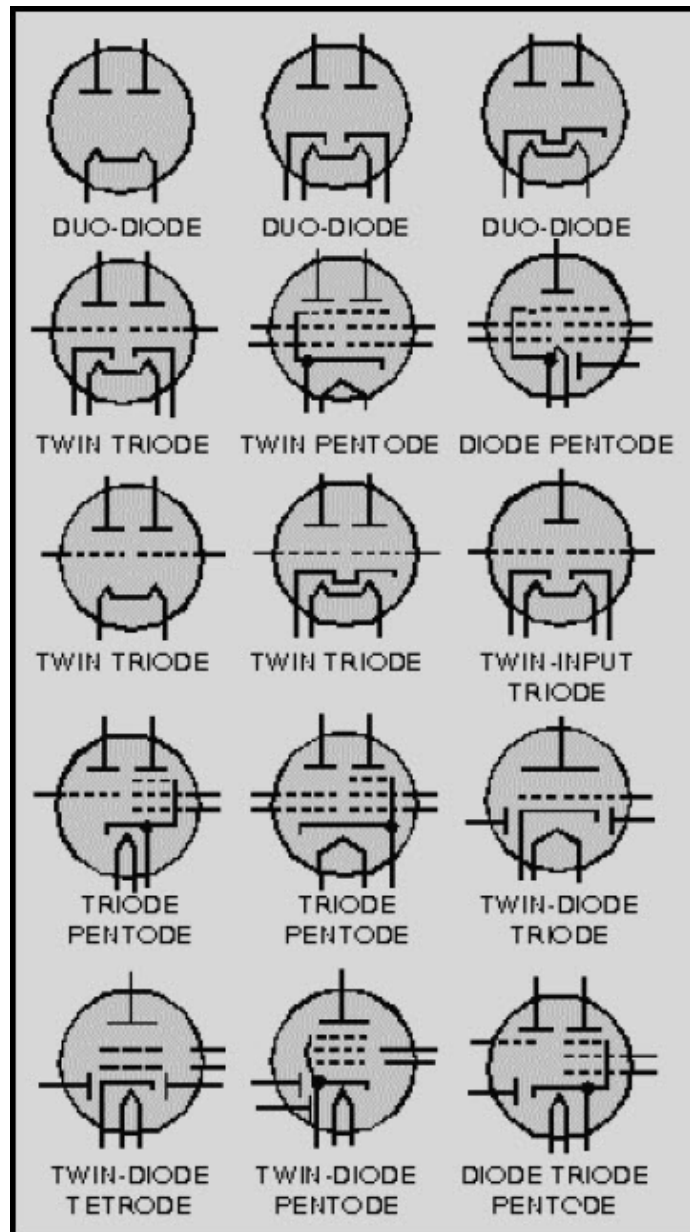 DUO-DIODE DUO-DIODE DUO-DIODE
TWIN TRIODE TWIN PENTODE DIODE PENTODE
TWIN TRIODE TWIN TRIODE TWIN-INPUT
TRIODE
TRIODE
PENTODE
TRIODE
PENTODE
TWIN-DIODE
TRIODE
TWIN-DIODE
TETRODE
TWIN-DIODE
PENTODE
DIODE TRIODE
PENTODE